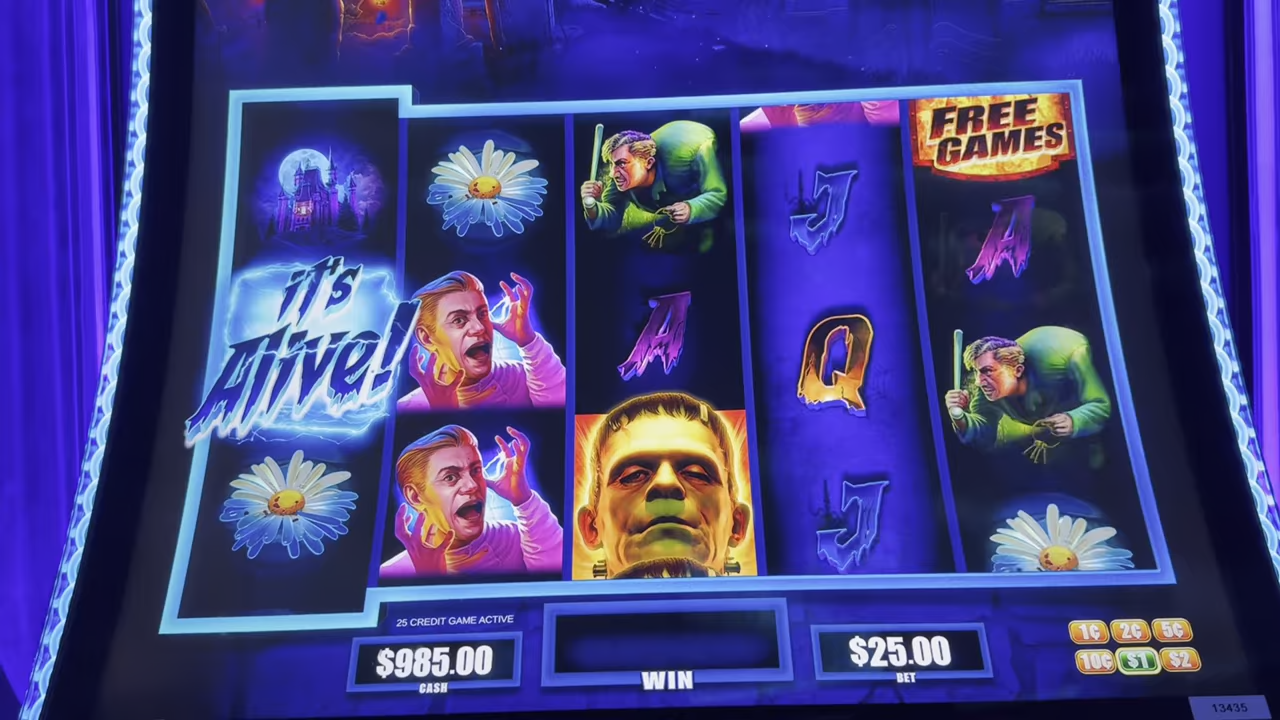 FREE
GAMES
J
A
it's
Alive!
A
Q
J
25 CREDIT GAME ACTIVE
$985.00
CASH
WIN
$25.00
BET
1¢ 2¢ 5¢
10¢ $1 $2
13435